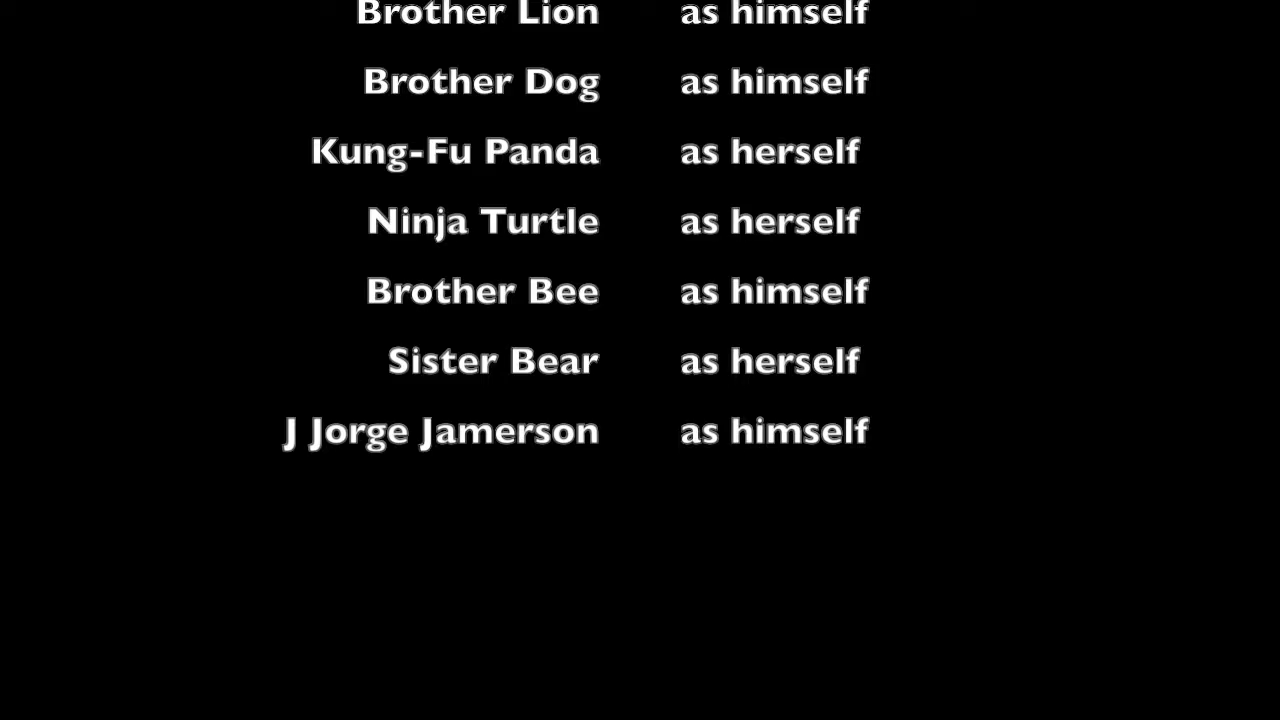 Brother Lion as himself
Brother Dog as himself
Kung-Fu Panda as herself
Ninja Turtle as herself
Brother Bee as himself
Sister Bear as herself
J Jorge Jamerson as himself